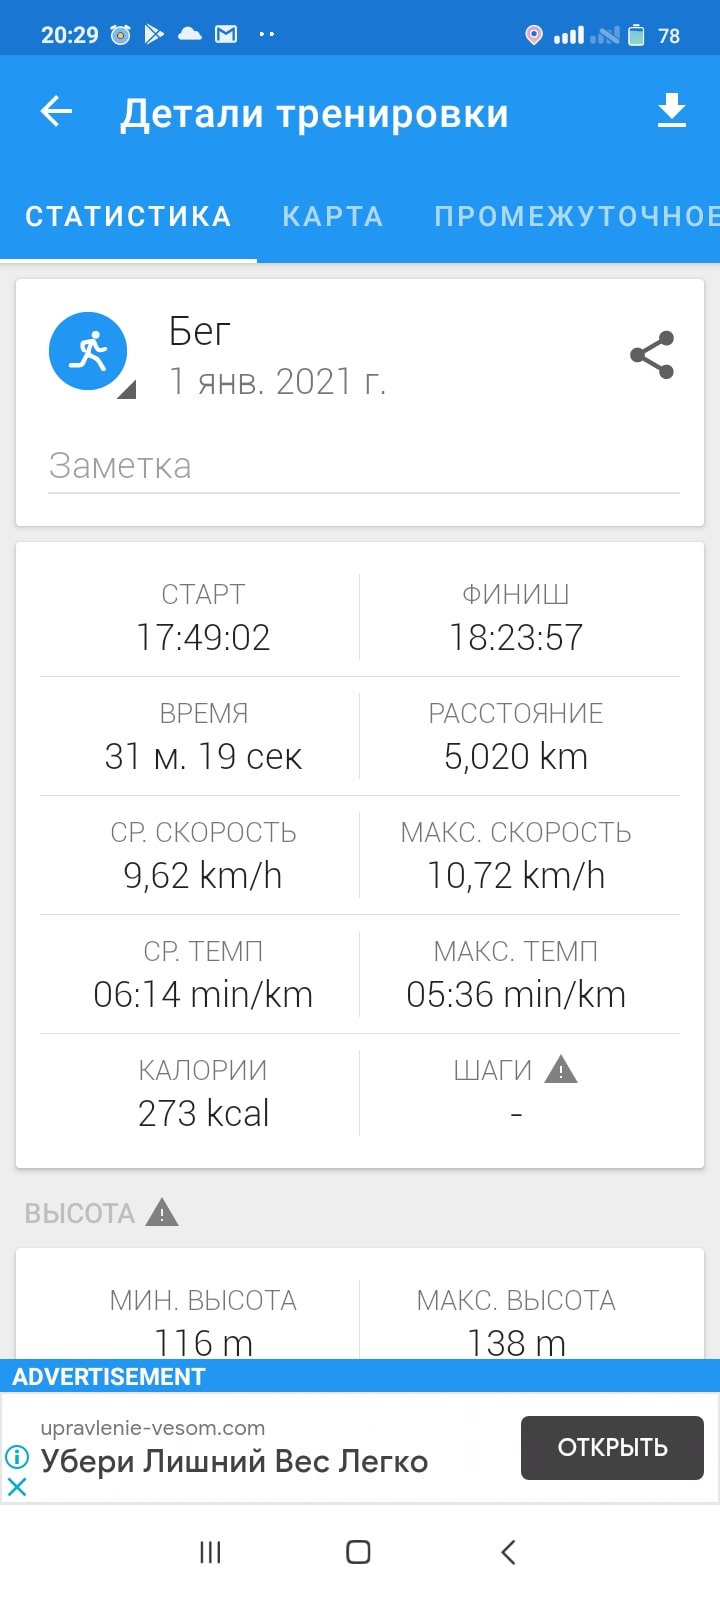 20:29
78
Детали тренировки
СТАТИСТИКА КАРТА ПРОМЕЖУТОЧНОЕ
Бег
1 янв. 2021 г.
Заметка
СТАРТ ФИНИШ
17:49:02 18:23:57
ВРЕМЯ РАССТОЯНИЕ
31 м. 19 сек 5,020 km
СР. СКОРОСТЬ МАКС. СКОРОСТЬ
9,62 km/h 10,72 km/h
СР. ТЕМП МАКС. ТЕМП
06:14 min/km 05:36 min/km
КАЛОРИИ ШАГИ
273 kcal -
ВЫСОТА
МИН. ВЫСОТА МАКС. ВЫСОТА
116 m 138 m
ADVERTISEMENT
upravlenie-vesom.com
Убери Лишний Вес Легко
ОТКРЫТЬ